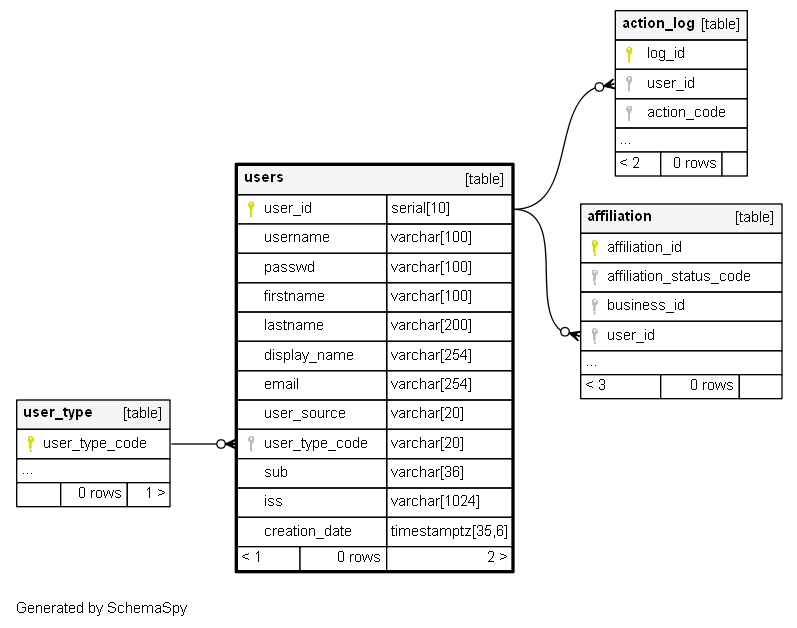 action_log [table]
log_id
user_id
action_code
...
< 2 0 rows
users [table]
user_id serial[10]
username varchar[100]
passwd varchar[100]
firstname varchar[100]
lastname varchar[200]
display_name varchar[254]
email varchar[254]
user_source varchar[20]
user_type_code varchar[20]
sub varchar[36]
iss varchar[1024]
creation_date timestamptz[35,6]
< 1 0 rows 2 >
affiliation [table]
affiliation_id
affiliation_status_code
business_id
user_id
...
< 3 0 rows
user_type [table]
user_type_code
...
0 rows 1 >
Generated by SchemaSpy